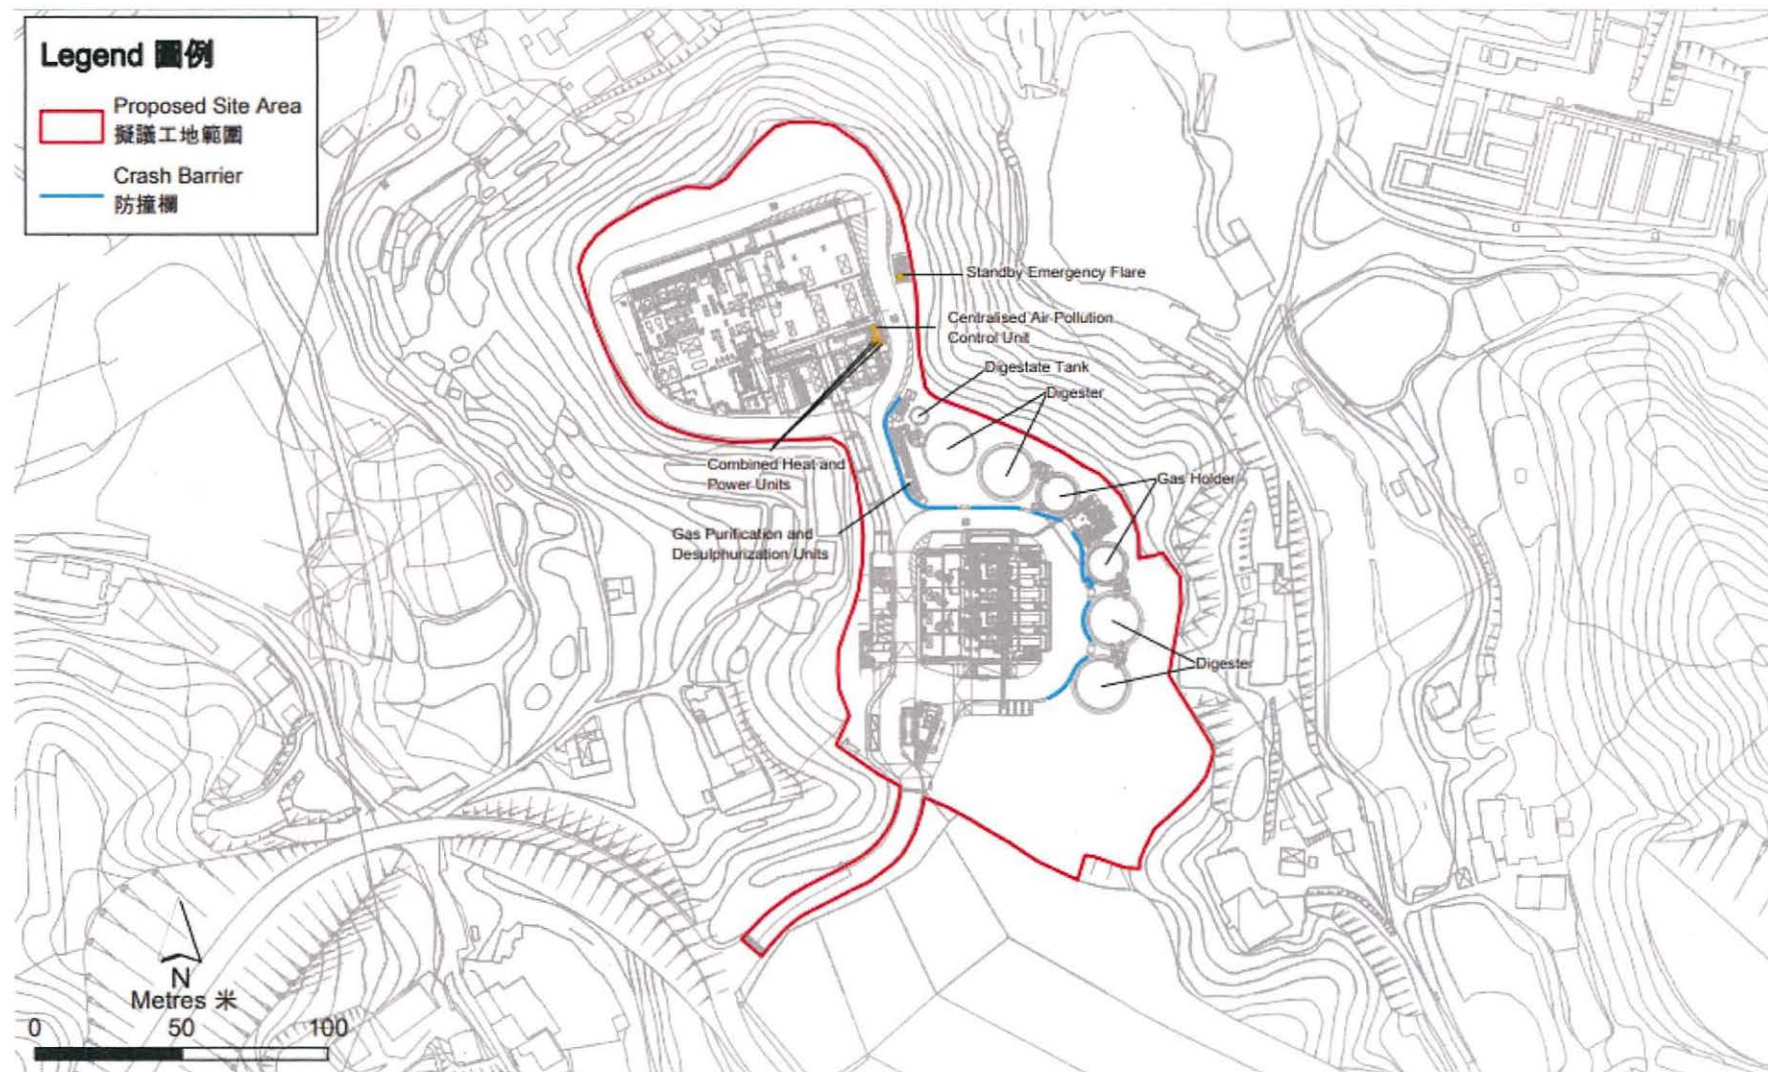 Legend 圖例
Proposed Site Area
擬議工地範圍
Crash Barrier
防撞欄
Standby Emergency Flare
Centralised Air Pollution
Control Unit
Digestate Tank
Digester
Combined Heat and
Power Units
Gas Holder
Gas Purification and
Desulphurization Units
Digester
N
Metres 米
0 50 100